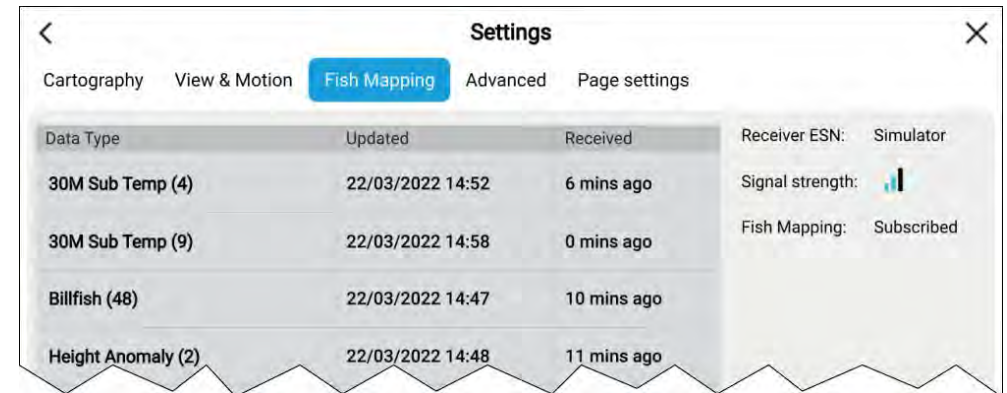 Settings
Cartography View & Motion Fish Mapping Advanced Page settings
Data Type Updated Received
30M Sub Temp (4) 22/03/2022 14:52 6 mins ago
30M Sub Temp (9) 22/03/2022 14:58 0 mins ago
Billfish (48) 22/03/2022 14:47 10 mins ago
Height Anomaly (2) 22/03/2022 14:48 11 mins ago
Receiver ESN: Simulator
Signal strength:
Fish Mapping: Subscribed